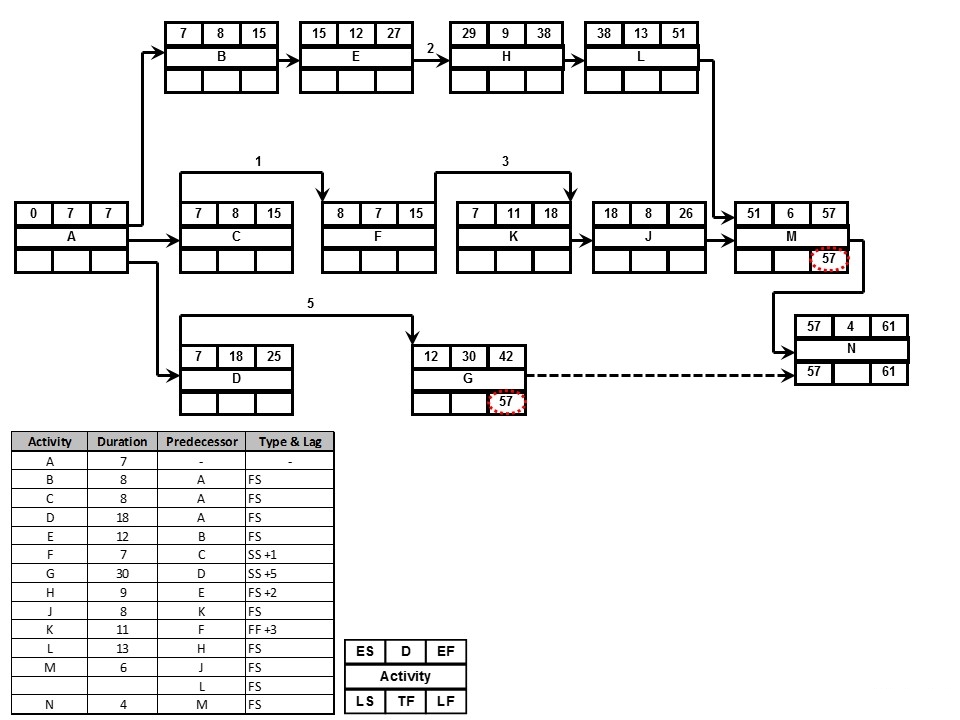 7 8 15
B
15 12 27
E
2
29 9 38
H
38 13 51
L
1
3
0 7 7
A
7 8 15
C
8 7 15
F
7 11 18
K
18 8 26
J
51 6 57
M
57
5
7 18 25
D
12 30 42
G
57
57 4 61
N
57 61
Activity Duration Predecessor Type & Lag
A 7 - -
B 8 A FS
C 8 A FS
D 18 A FS
E 12 B FS
F 7 C SS +1
G 30 D SS +5
H 9 E FS +2
J 8 K FS
K 11 F FF +3
L 13 H FS
M 6 J FS
L FS
N 4 M FS
ES D EF
Activity
LS TF LF